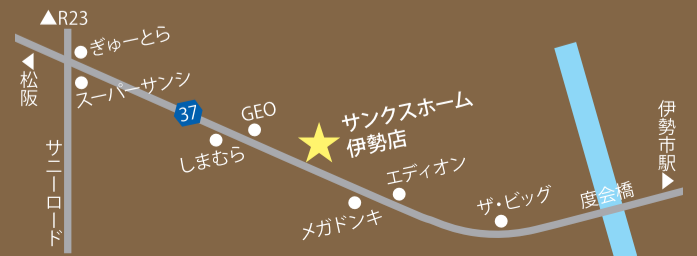 ▲R23
ぎゅーとら
松阪
スーパーサンシ
サニーロード
37
しまむら
GEO
サンクスホーム
伊勢店
メガドンキ
エディオン
ザ・ビッグ
度会橋
伊勢市駅